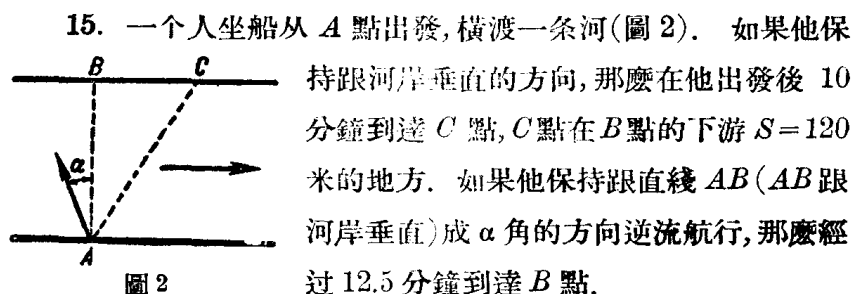 15. 一个人坐船从 A 點出發,橫渡一条河(圖 2). 如果他保
持跟河岸垂直的方向,那麽在他出發後 10
分鐘到達 C 點,C點在B點的下游 S=120
米的地方. 如果他保持跟直綫 AB(AB跟
河岸垂直)成 α 角的方向逆流航行,那麽經
过 12.5 分鐘到達 B 點.
B C
α
A
圖 2